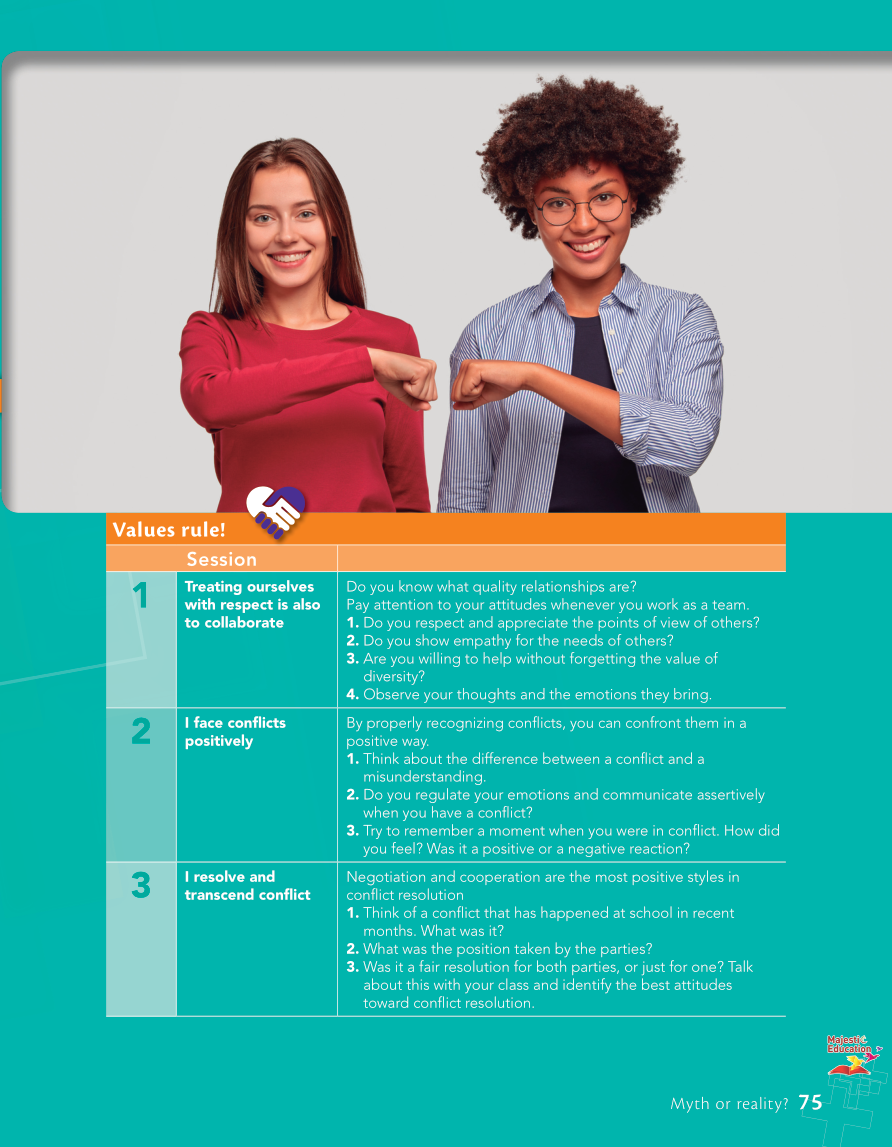 Values rule!
Session
1
Treating ourselves
with respect is also
to collaborate
Do you know what quality relationships are?
Pay attention to your attitudes whenever you work as a team.
1. Do you respect and appreciate the points of view of others?
2. Do you show empathy for the needs of others?
3. Are you willing to help without forgetting the value of
diversity?
4. Observe your thoughts and the emotions they bring.
2
I face conflicts
positively
By properly recognizing conflicts, you can confront them in a
positive way.
1. Think about the difference between a conflict and a
misunderstanding.
2. Do you regulate your emotions and communicate assertively
when you have a conflict?
3. Try to remember a moment when you were in conflict. How did
you feel? Was it a positive or a negative reaction?
3
I resolve and
transcend conflict
Negotiation and cooperation are the most positive styles in
conflict resolution
1. Think of a conflict that has happened at school in recent
months. What was it?
2. What was the position taken by the parties?
3. Was it a fair resolution for both parties, or just for one? Talk
about this with your class and identify the best attitudes
toward conflict resolution.
Majestic
Education
Myth or reality? 75